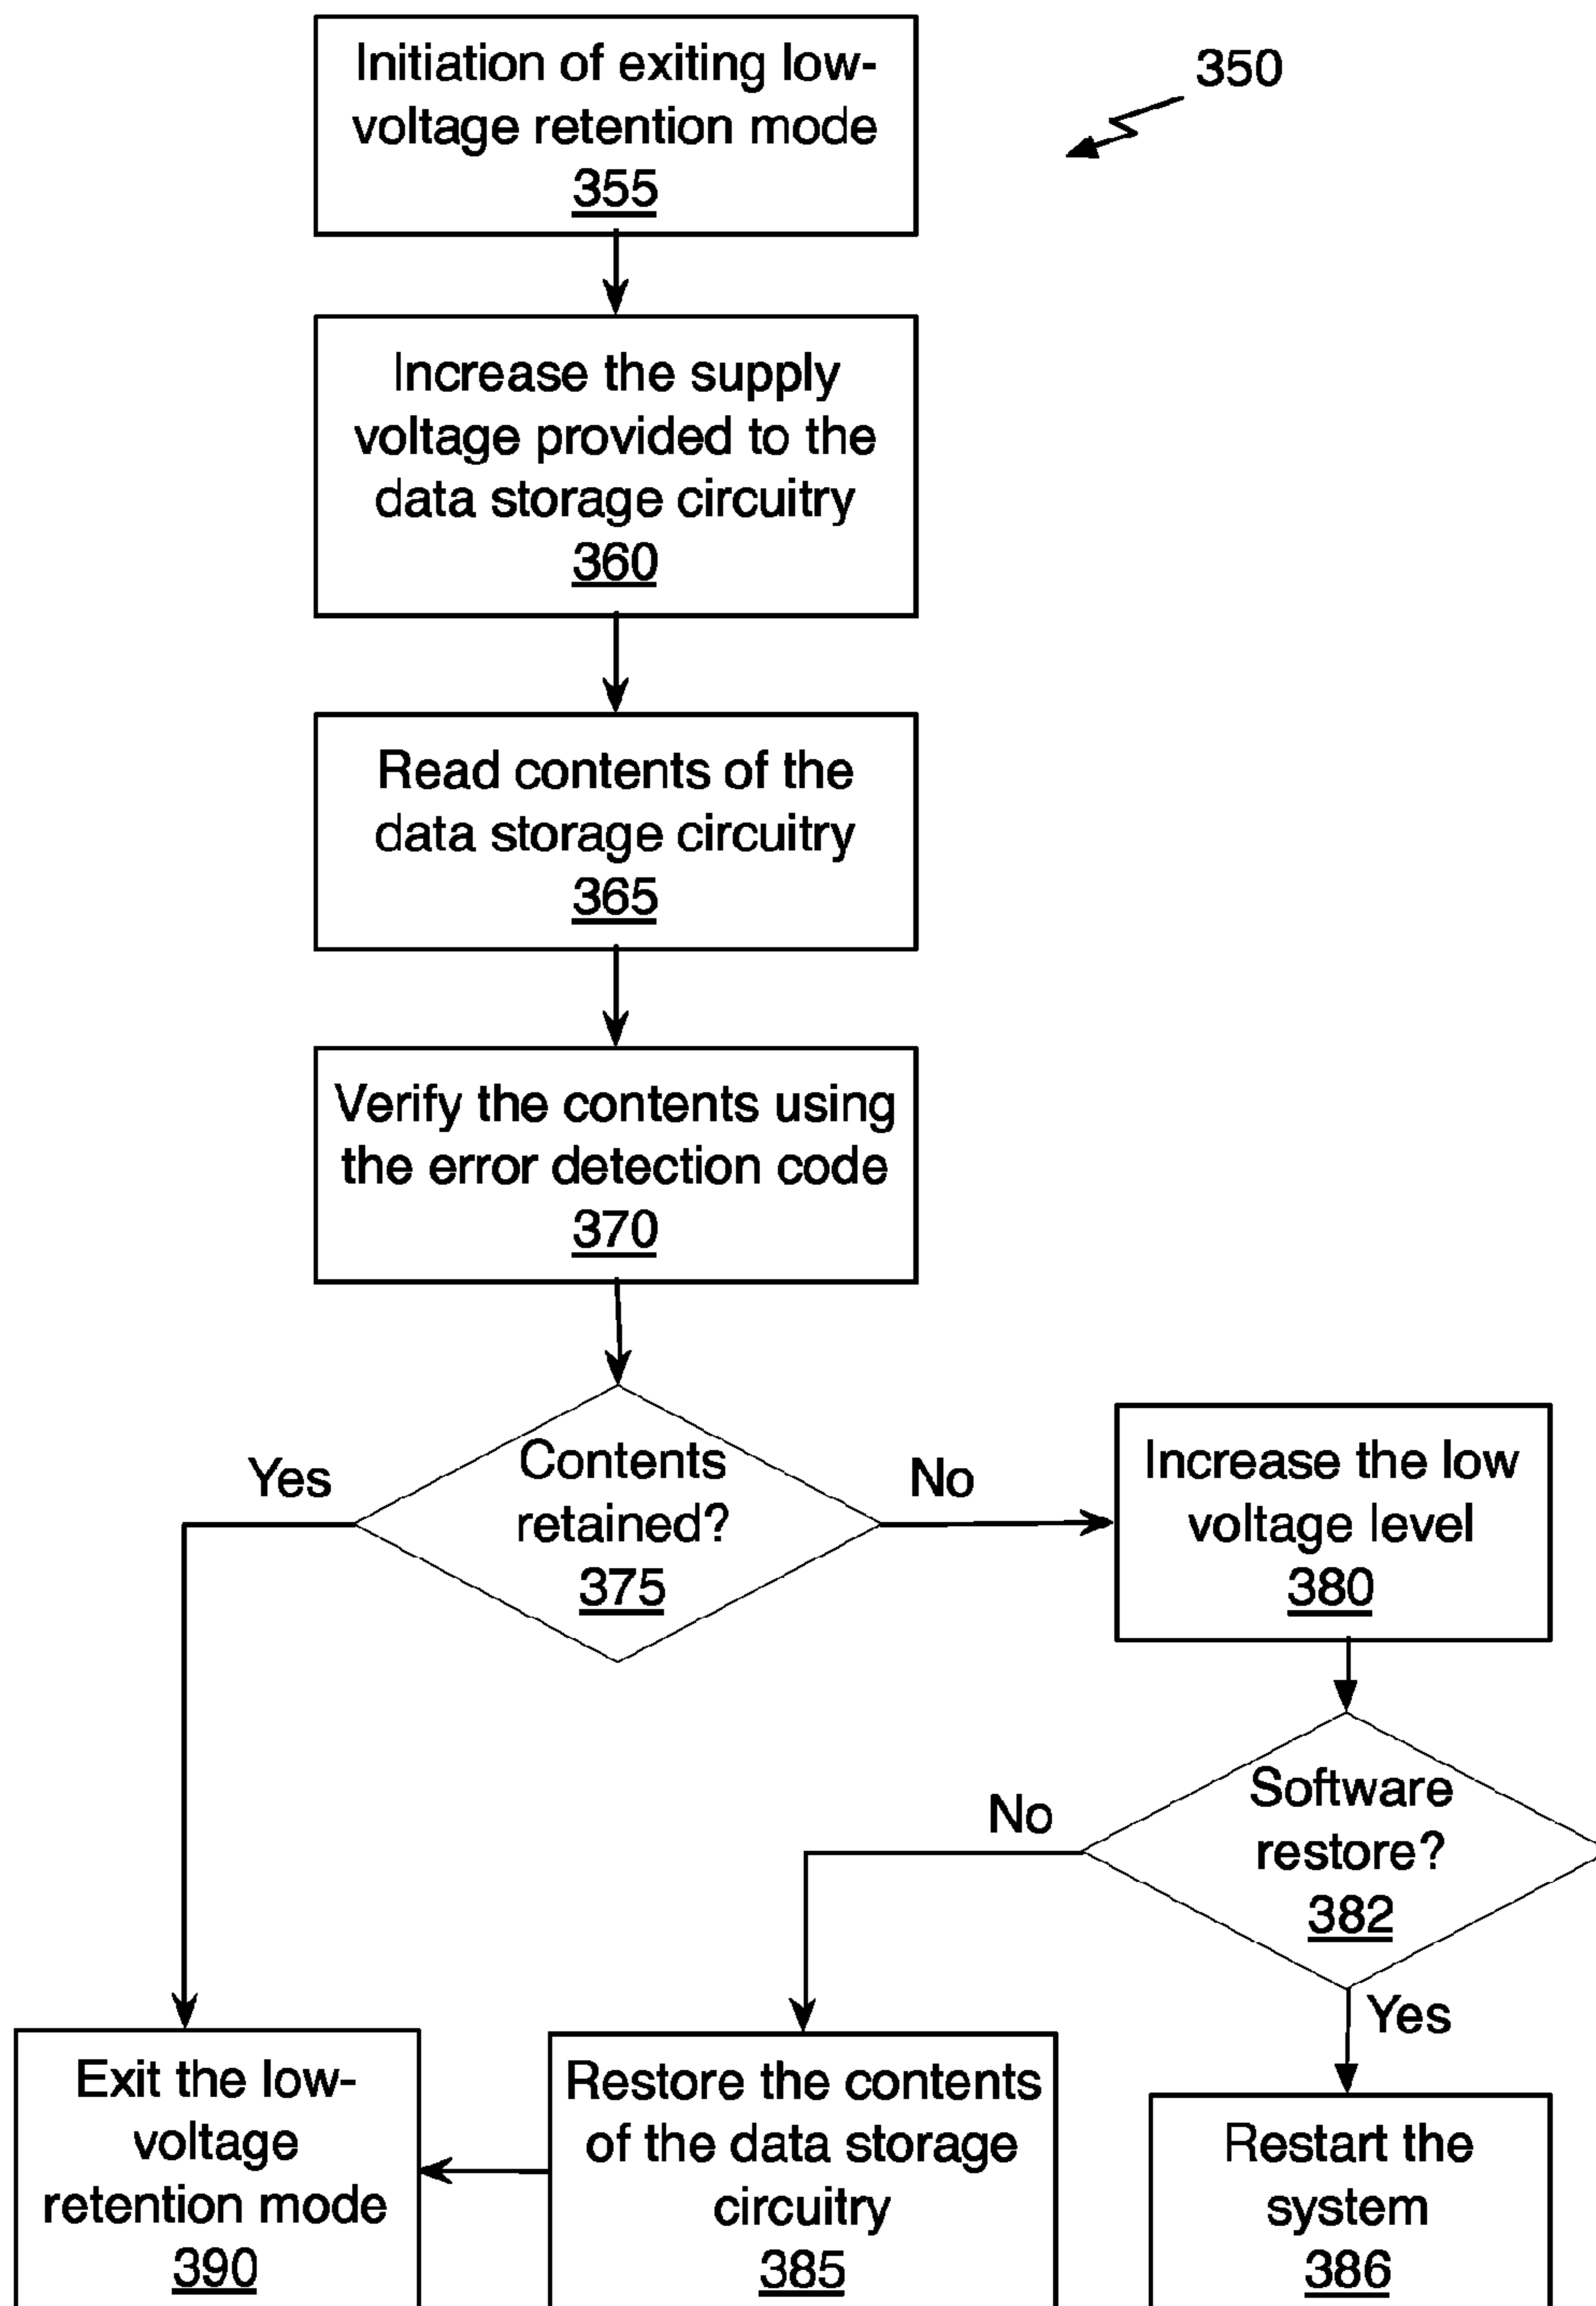 Initiation of exiting low-
voltage retention mode
355
350
Increase the supply
voltage provided to the
data storage circuitry
360
Read contents of the
data storage circuitry
365
Verify the contents using
the error detection code
370
Yes
Contents
retained?
375
No
Increase the low
voltage level
380
No
Software
restore?
382
Yes
Exit the low-
voltage
retention mode
390
Restore the contents
of the data storage
circuitry
385
Restart the
system
386